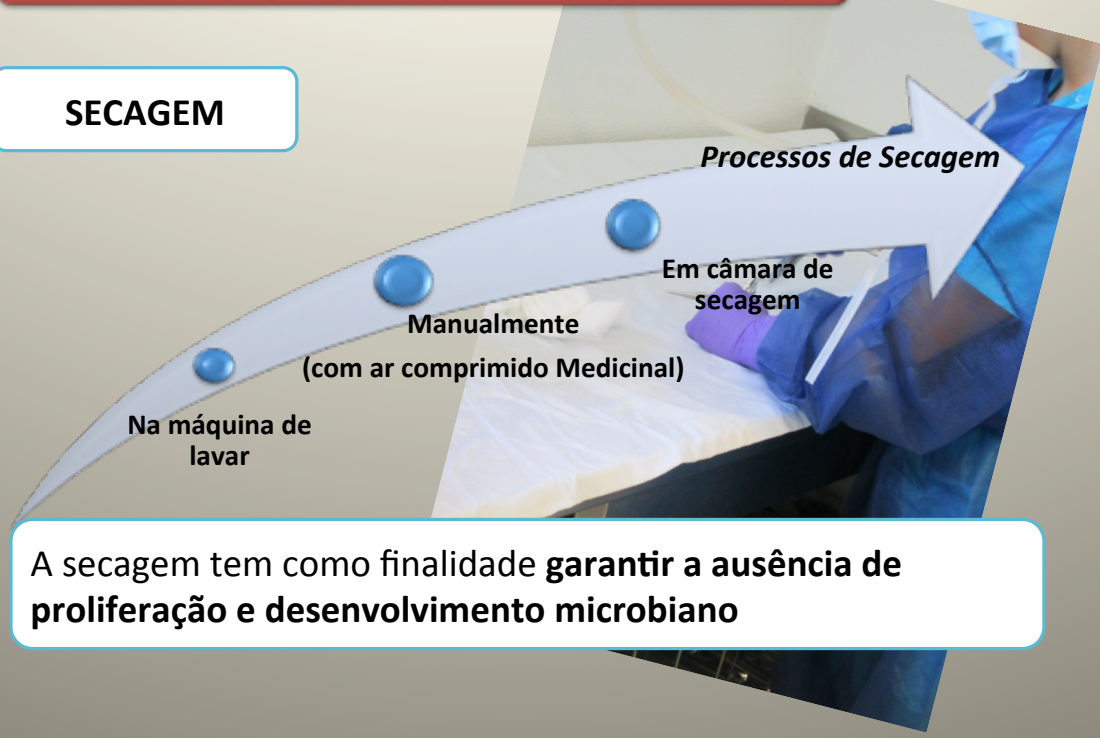 SECAGEM
Processos de Secagem
Em câmara de
secagem
Manualmente
(com ar comprimido Medicinal)
Na máquina de
lavar
A secagem tem como finalidade garantir a ausência de
proliferação e desenvolvimento microbiano